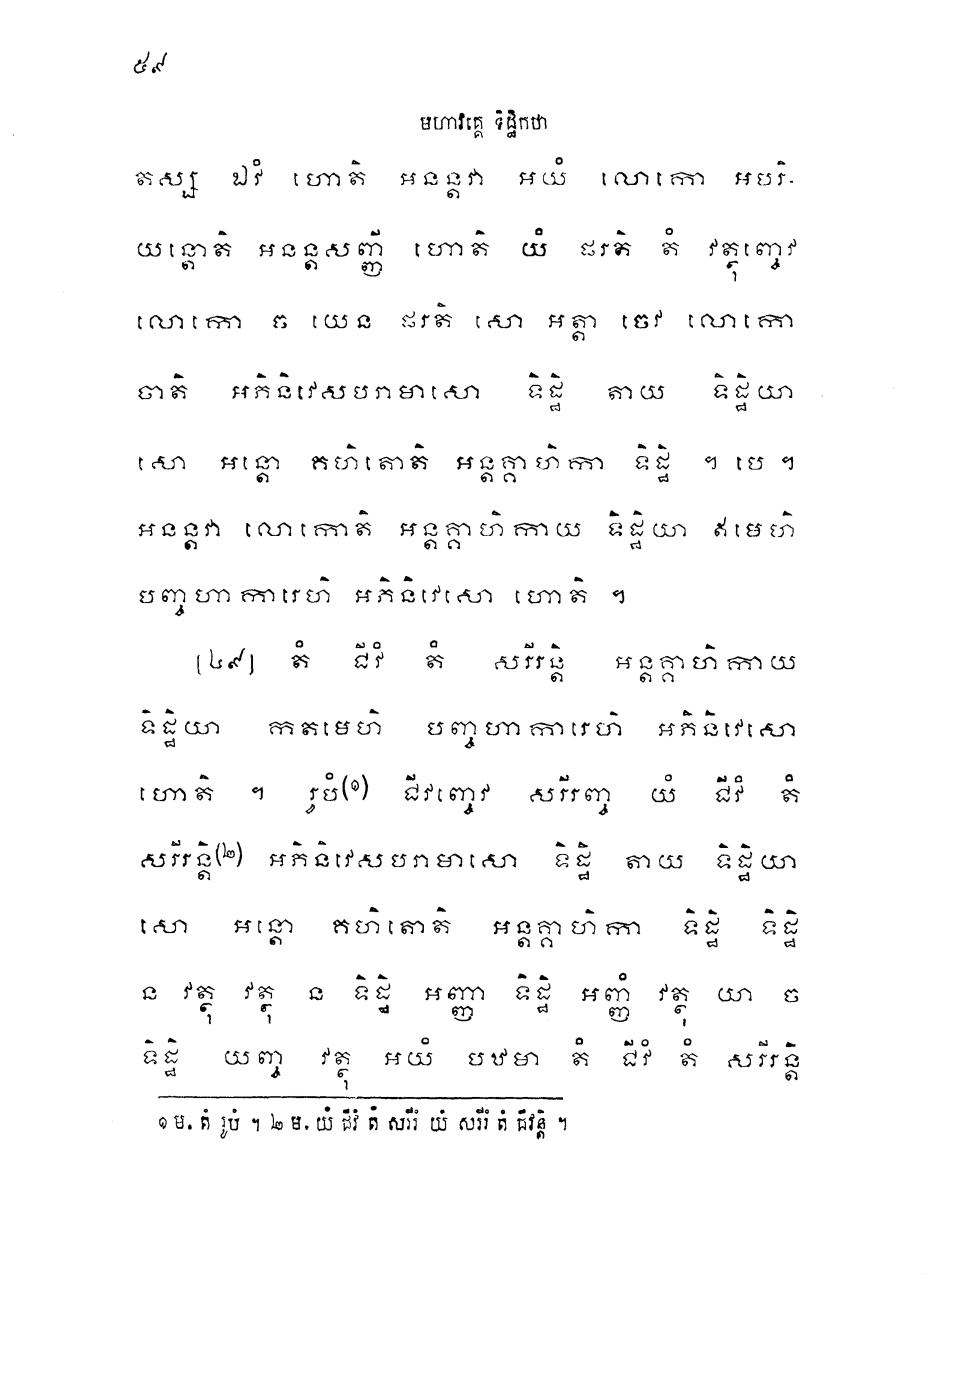 ៥៩
មហាវគ្គេ ទិដ្ឋិកថា
តស្ស ឯវំ ហោតិ អនន្តវា អយំ លោកោ អបរិ-
យន្តោតិ អនន្តសញ្ញី ហោតិ យំ ផរតិ តំ វត្ថុញ្ចេវ
លោកោ ច យេន ផរតិ សោ អត្តា ចេវ លោកោ
ចាតិ អភិនិវេសបរាមាសោ ទិដ្ឋិ តាយ ទិដ្ឋិយា
សោ អន្តោ គហិតោតិ អន្តគ្គាហិកា ទិដ្ឋិ ។ បេ ។
អនន្តវា លោកោតិ អន្តគ្គាហិកាយ ទិដ្ឋិយា ឥមេហិ
បញ្ចហាការេហិ អភិនិវេសោ ហោតិ ។
[៤៩] តំ ជីវំ តំ សរីរន្តិ អន្តគ្គាហិកាយ
ទិដ្ឋិយា កតមេហិ បញ្ចហាការេហិ អភិនិវេសោ
ហោតិ ។ រូបំ(១) ជីវញ្ចេវ សរីរញ្ច យំ ជីវំ តំ
សរីរន្តិ(២) អភិនិវេសបរាមាសោ ទិដ្ឋិ តាយ ទិដ្ឋិយា
សោ អន្តោ គហិតោតិ អន្តគ្គាហិកា ទិដ្ឋិ ទិដ្ឋិ
ន វត្ថុ វត្ថុ ន ទិដ្ឋិ អញ្ញា ទិដ្ឋិ អញ្ញំ វត្ថុ យា ច
ទិដ្ឋិ យញ្ច វត្ថុ អយំ បឋមា តំ ជីវំ តំ សរីរន្តិ
១ ម. តំ រូបំ ។ ២ ម. យំ ជីវំ តំ សរីរំ យំ សរីរំ តំ ជីវន្តិ ។